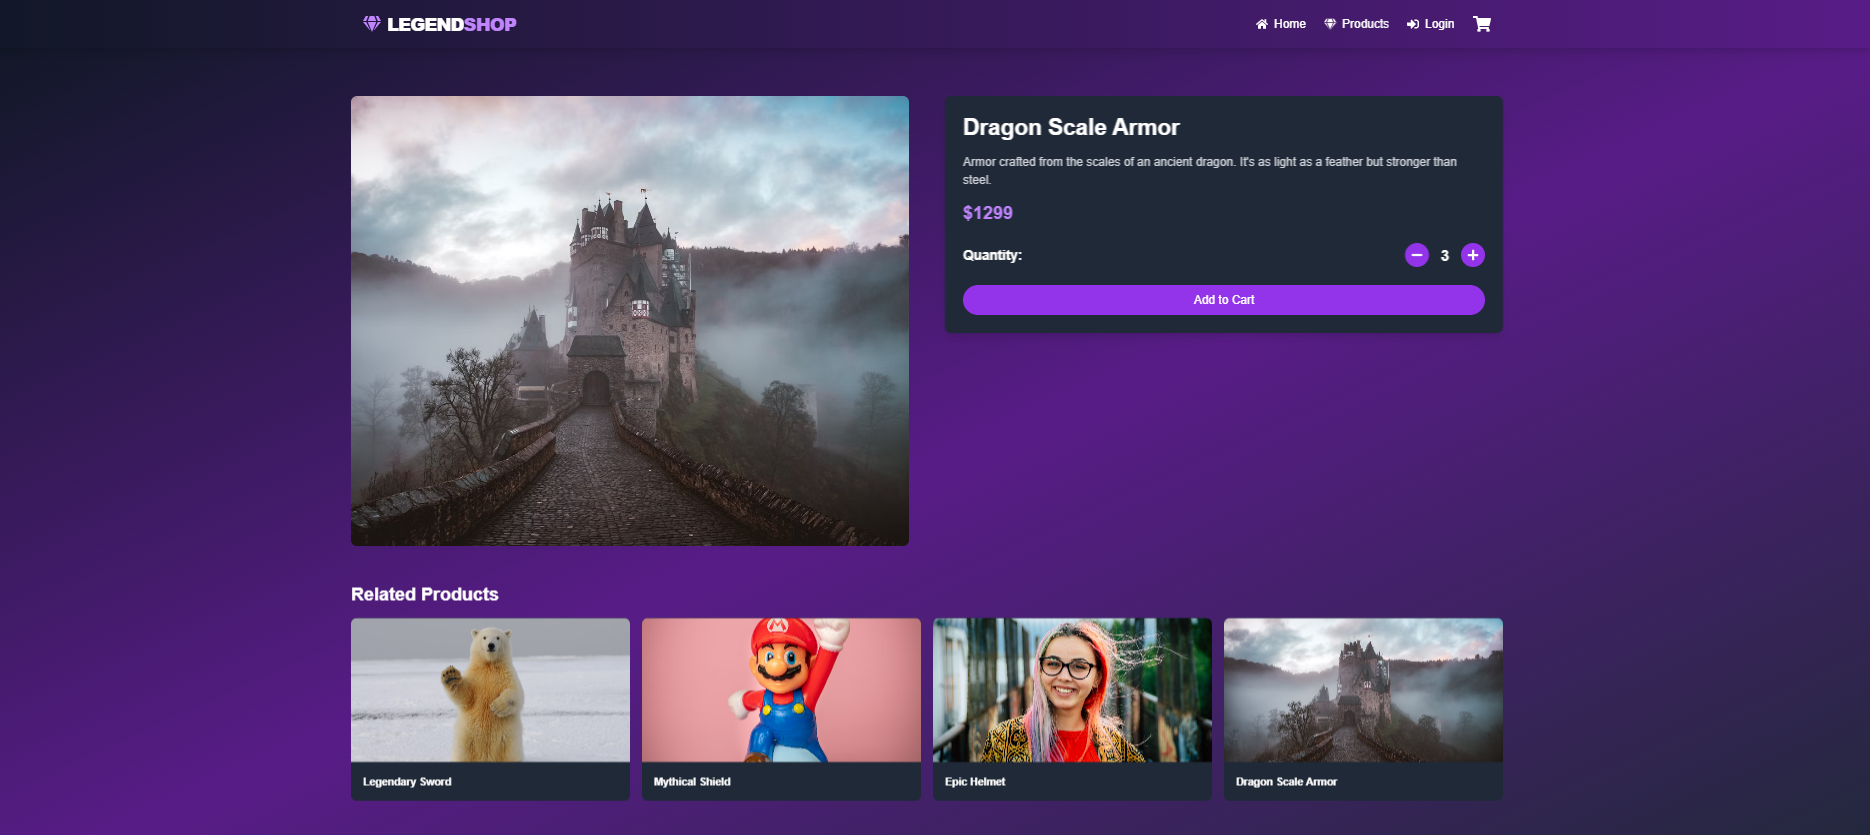 LEGENDSHOP
Home
Products
Login
Dragon Scale Armor
Armor crafted from the scales of an ancient dragon. It's as light as a feather but stronger than
steel.
$1299
Quantity:
3
Add to Cart
Related Products
M
Legendary Sword
Mythical Shield
Epic Helmet
Dragon Scale Armor